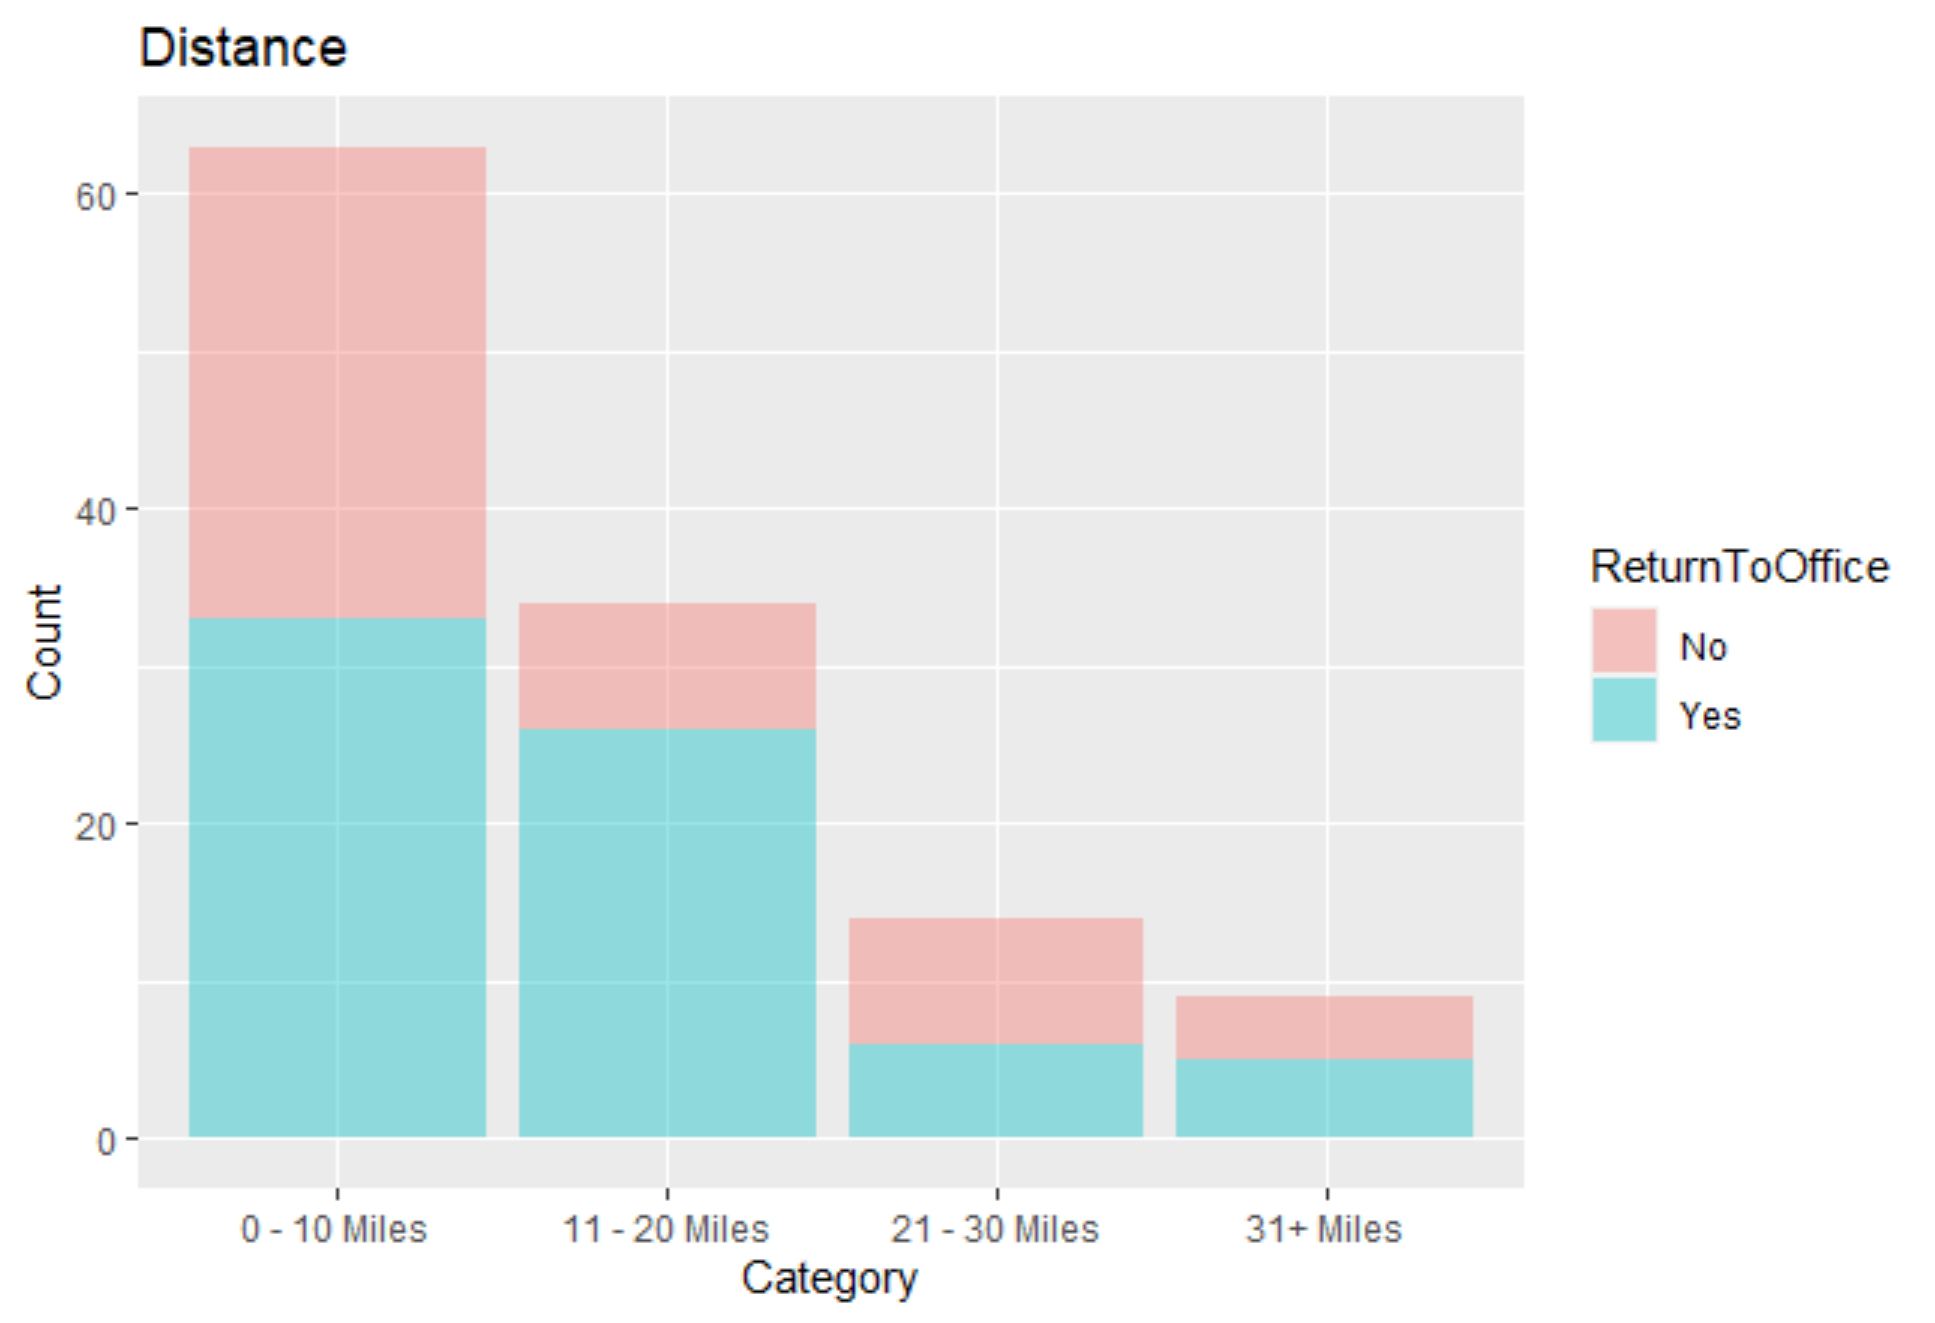 Distance
Count
60
40
20
0
0 - 10 Miles
11 - 20 Miles
21 - 30 Miles
31+ Miles
Category
ReturnToOffice
No
Yes